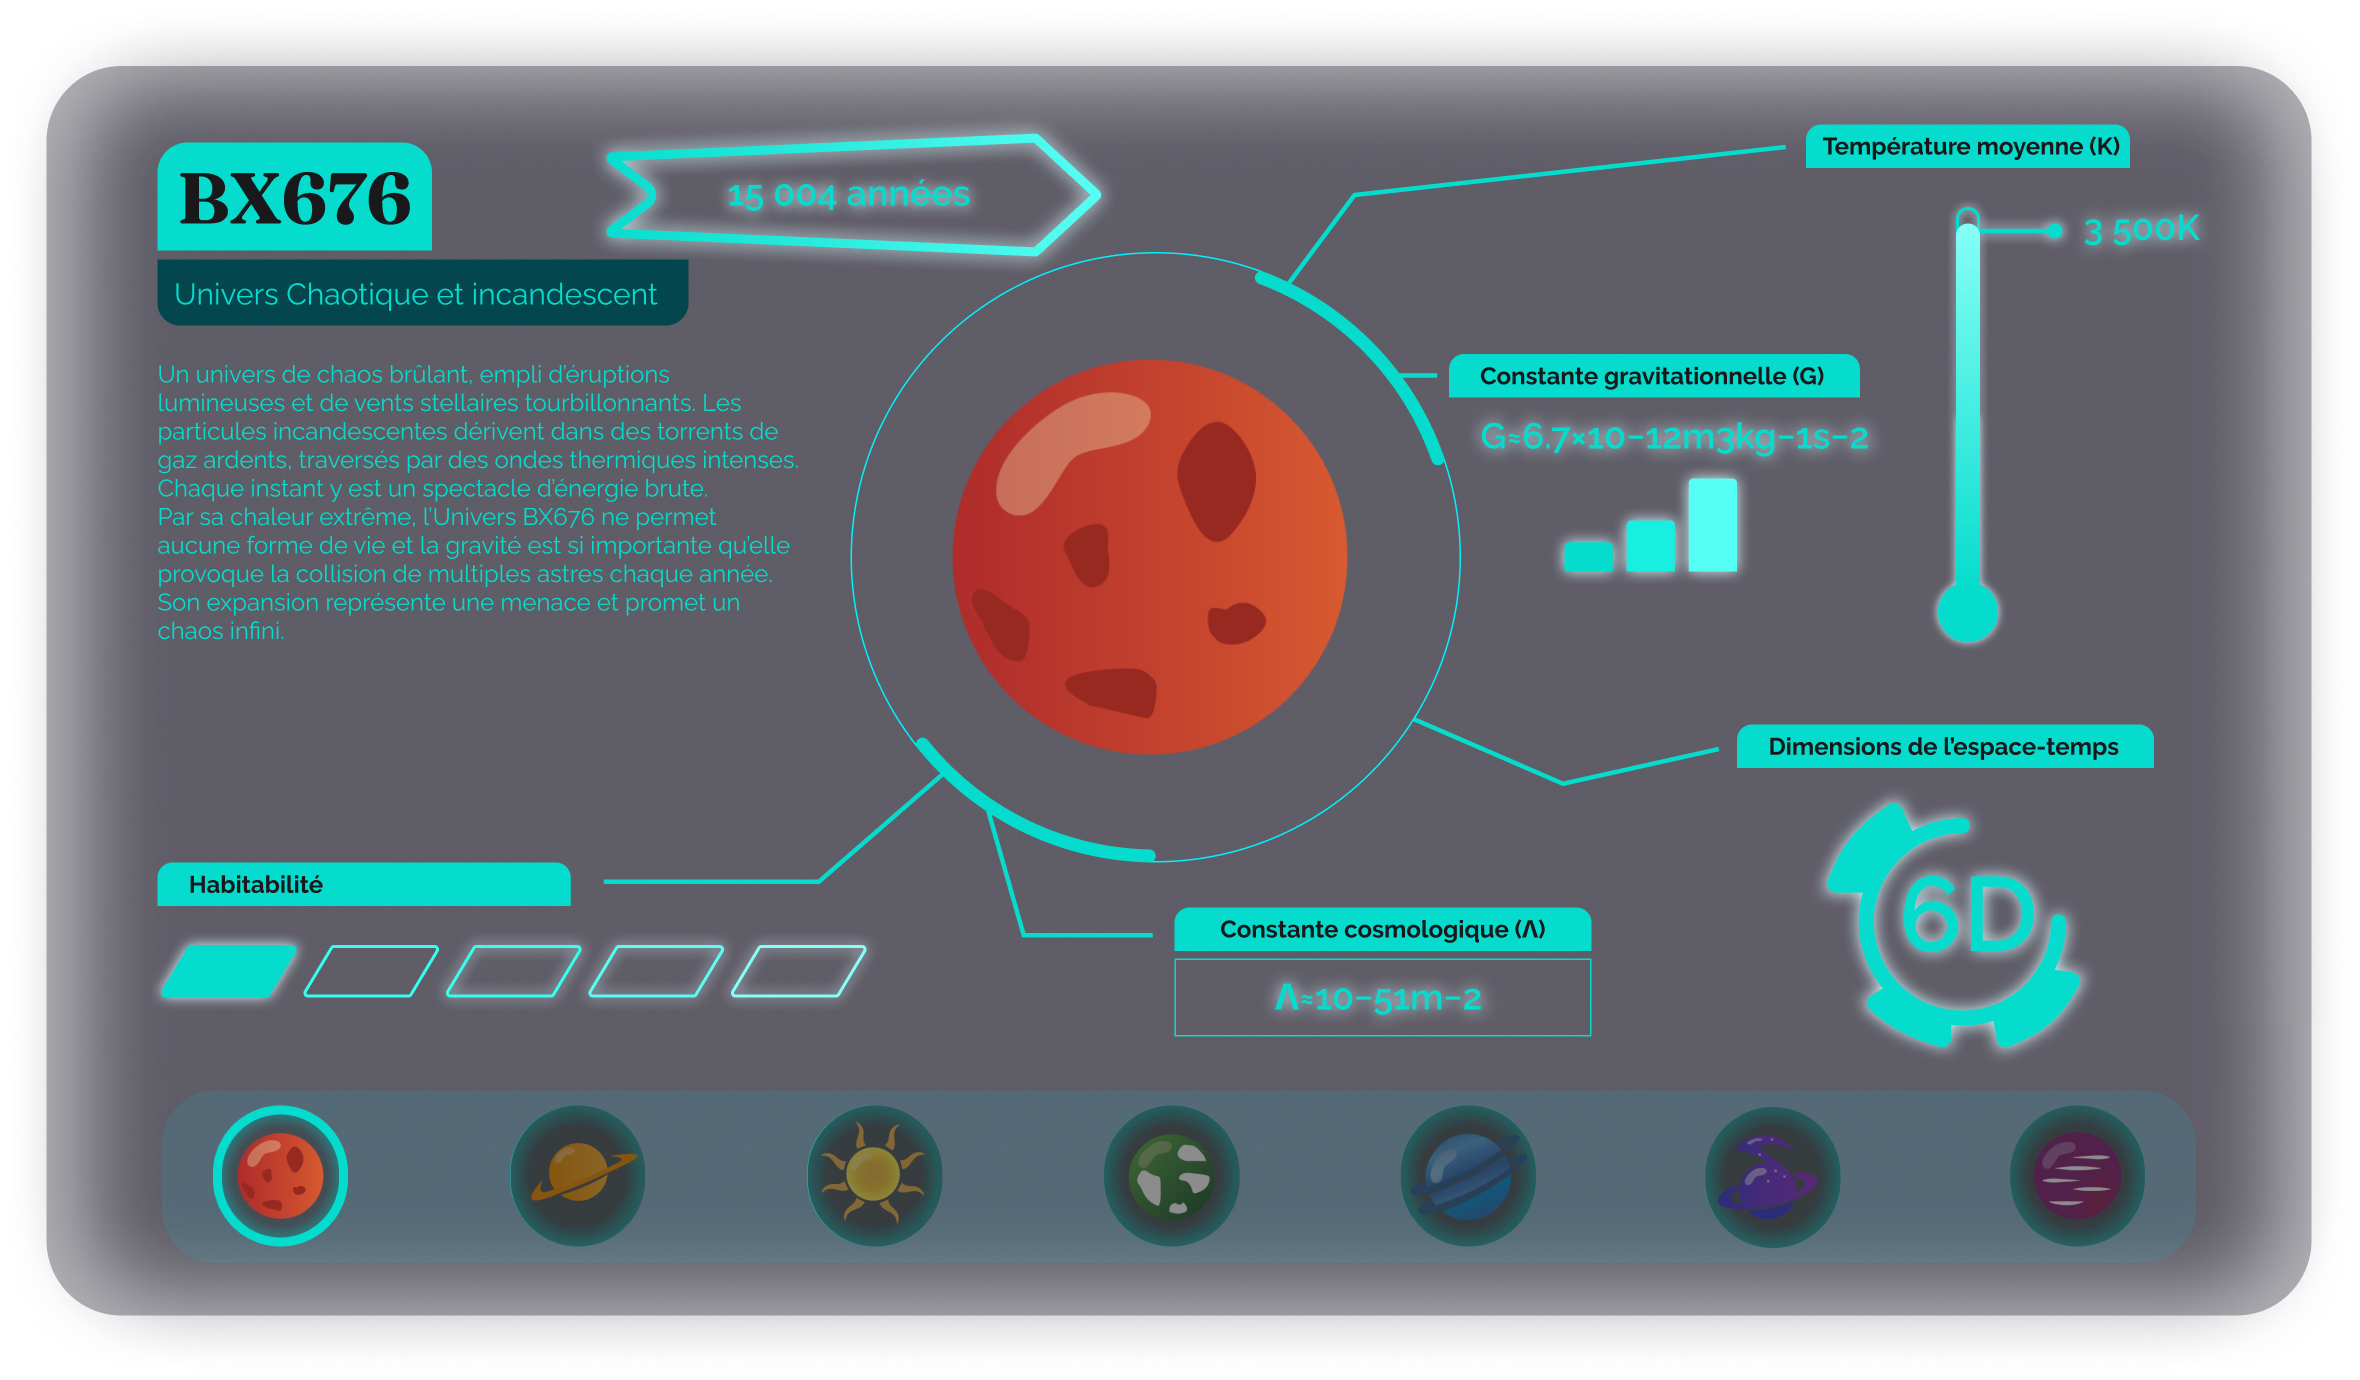 BX676
15 004 années
Univers Chaotique et incandescent
Un univers de chaos brûlant, empli d'éruptions
lumineuses et de vents stellaires tourbillonnants. Les
particules incandescentes dérivent dans des torrents de
gaz ardents, traversés par des ondes thermiques intenses.
Chaque instant y est un spectacle d'énergie brute.
Par sa chaleur extrême, l'Univers BX676 ne permet
aucune forme de vie et la gravité est si importante qu'elle
provoque la collision de multiples astres chaque année.
Son expansion représente une menace et promet un
chaos infini.
Température moyenne (K)
3 500K
Constante gravitationnelle (G)
G≈6.7×10−12m3kg−1s−2
Dimensions de l'espace-temps
6D
Habitabilité
Constante cosmologique (Λ)
Λ≈10−51m−2